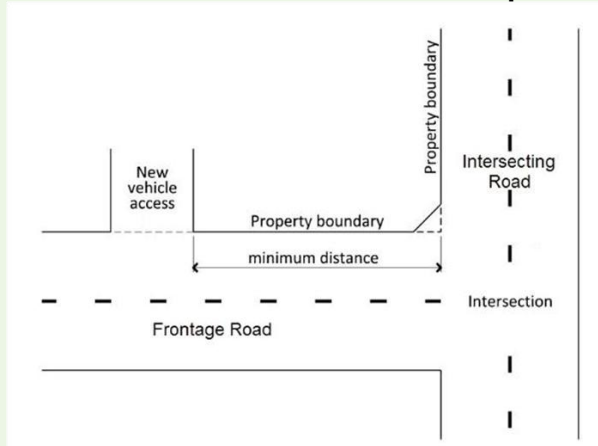 Property boundary
Intersecting
Road
New
vehicle
access
Property boundary
minimum distance
Intersection
Frontage Road